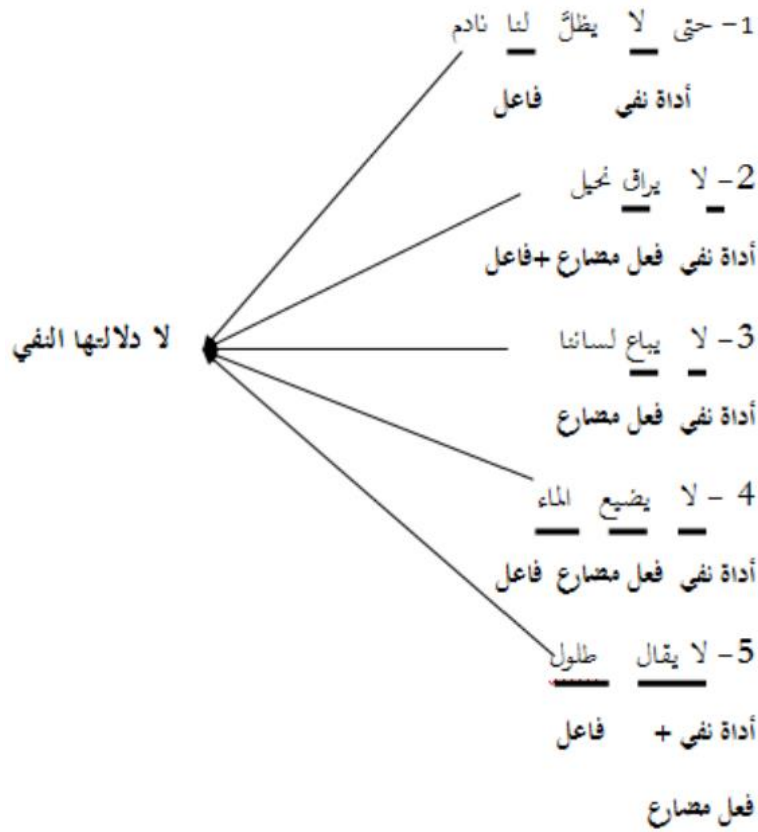 1- حتى لا يظلَّ لنا نادم
أداة نفي فاعل
2- لا يراق نحيل
أداة نفي فعل مضارع +فاعل
لا دلالتها النفي
3- لا يباع لساننا
أداة نفي فعل مضارع
4 - لا يضيع الماء
أداة نفي فعل مضارع فاعل
5- لا يقال طلول
أداة نفي + فاعل
فعل مضارع